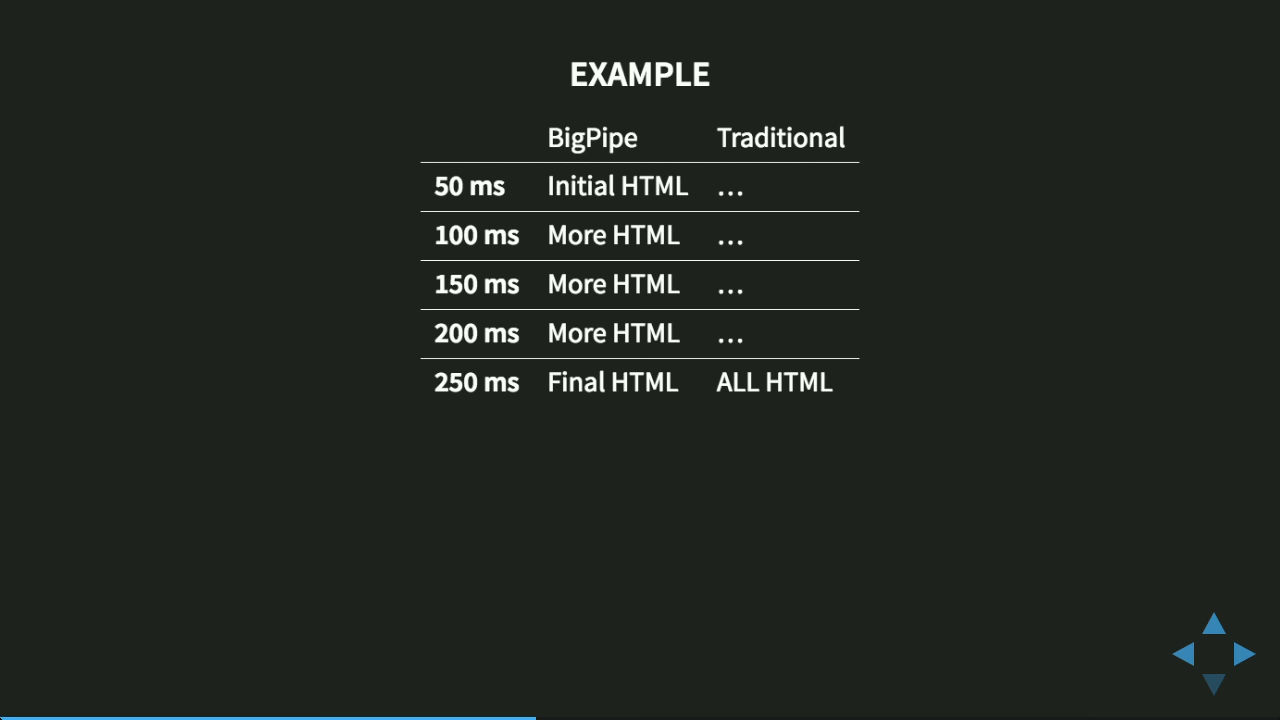 EXAMPLE
BigPipe Traditional
50 ms Initial HTML …
100 ms More HTML …
150 ms More HTML …
200 ms More HTML …
250 ms Final HTML ALL HTML